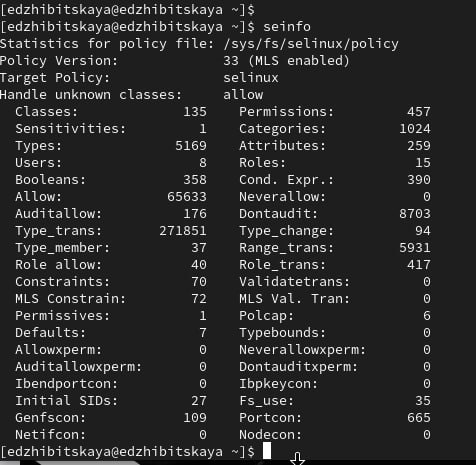 [edzhibitskaya@edzhibitskaya ~]$
[edzhibitskaya@edzhibitskaya ~]$ seinfo
Statistics for policy file: /sys/fs/selinux/policy
Policy Version:             33 (MLS enabled)
Target Policy:              selinux
Handle unknown classes:     allow
  Classes:             135    Permissions:         457
  Sensitivities:         1    Categories:         1024
  Types:              5169    Attributes:          259
  Users:                 8    Roles:                15
  Booleans:            358    Cond. Expr.:         390
  Allow:             65633    Neverallow:            0
  Auditallow:          176    Dontaudit:          8703
  Type_trans:       271851    Type_change:          94
  Type_member:          37    Range_trans:        5931
  Role allow:           40    Role_trans:          417
  Constraints:          70    Validatetrans:         0
  MLS Constrain:        72    MLS Val. Tran:         0
  Permissives:           1    Polcap:                6
  Defaults:              7    Typebounds:            0
  Allowxperm:            0    Neverallowxperm:       0
  Auditallowxperm:       0    Dontauditxperm:        0
  Ibendportcon:          0    Ibpkeycon:             0
  Initial SIDs:         27    Fs_use:               35
  Genfscon:            109    Portcon:             665
  Netifcon:              0    Nodecon:               0
[edzhibitskaya@edzhibitskaya ~]$